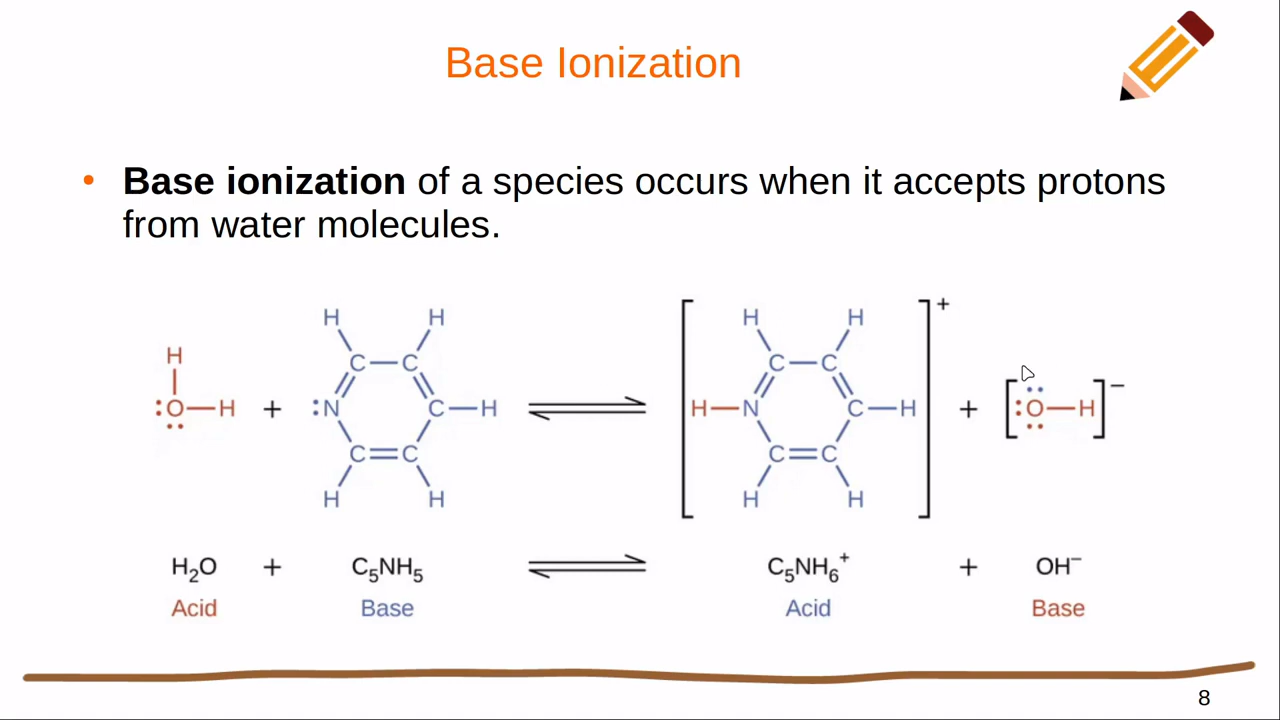 Base Ionization
• Base ionization of a species occurs when it accepts protons
from water molecules.
H H H H +
H C C C C −
:O—H + :N C—H ⇌ H—N C—H + [:O—H]
C C C C
H H H H
H₂O + C₅NH₅ ⇌ C₅NH₆⁺ + OH⁻
Acid Base Acid Base
8